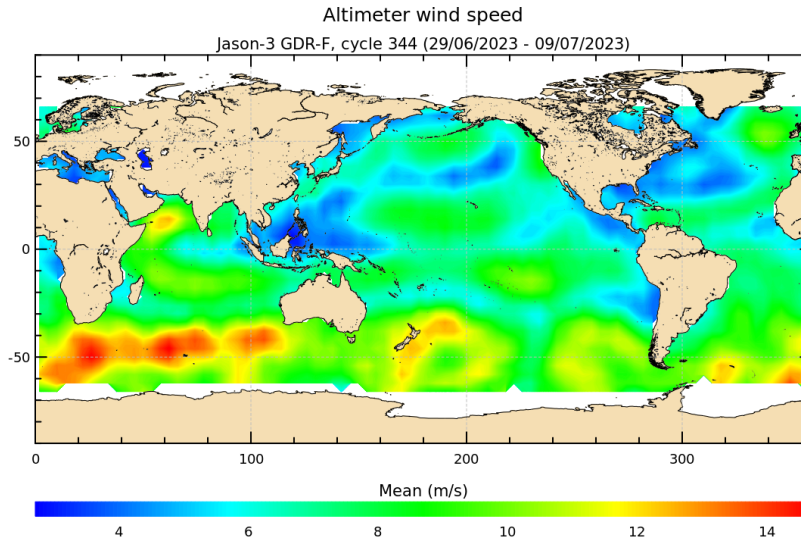 Altimeter wind speed
Jason-3 GDR-F, cycle 344 (29/06/2023 - 09/07/2023)
50
0
-50
0 100 200 300
Mean (m/s)
4 6 8 10 12 14